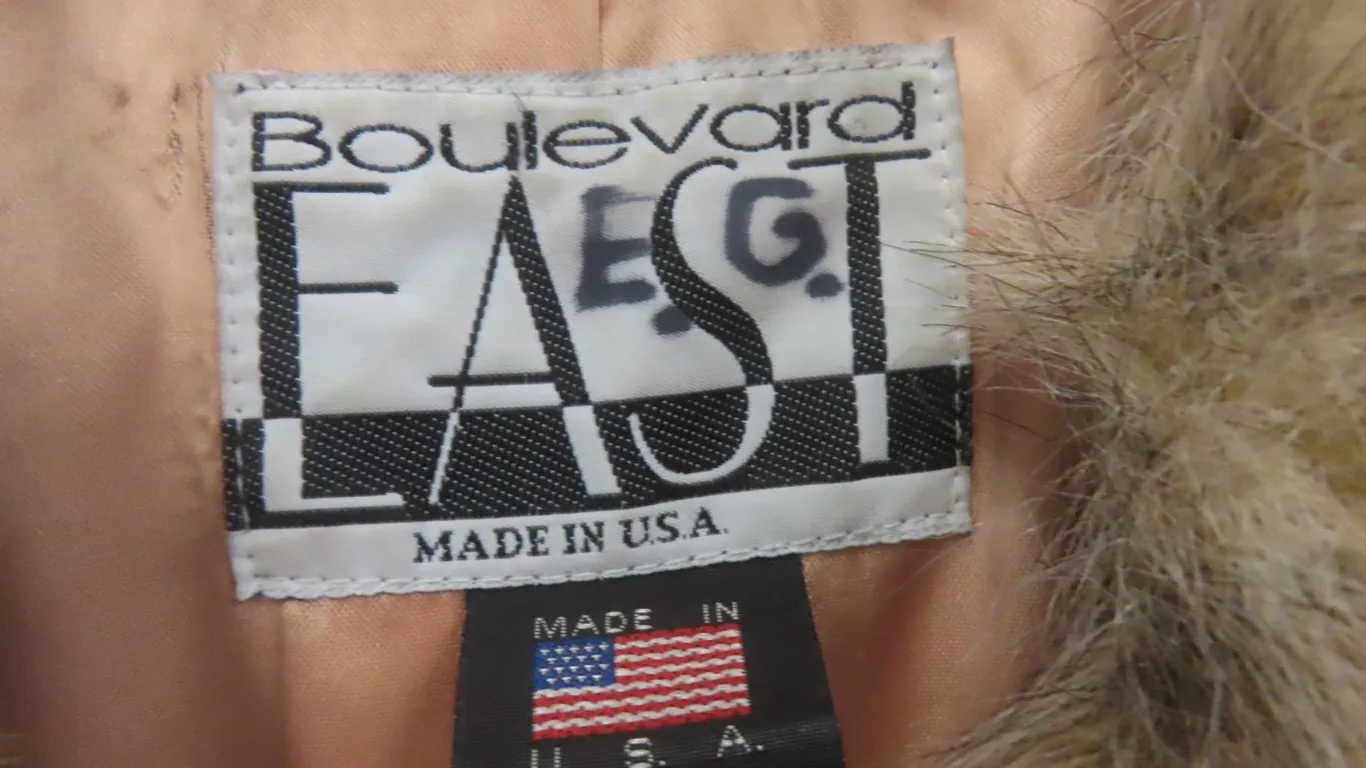 Boulevard
EAST
E. G.
MADE IN U.S.A.
MADE IN
U. S. A.